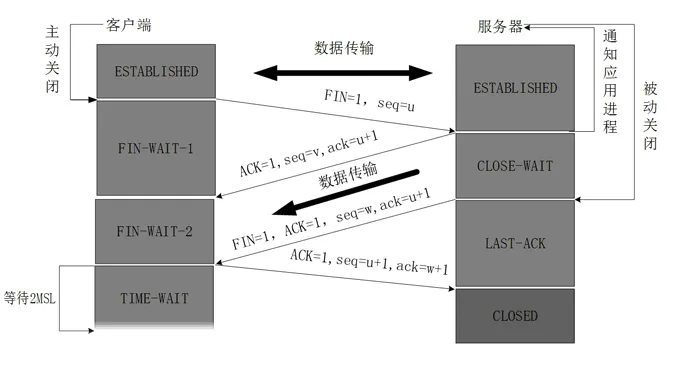 客户端
服务器
主动关闭
数据传输
通知应用进程
被动关闭
ESTABLISHED
ESTABLISHED
FIN=1, seq=u
FIN-WAIT-1
ACK=1,seq=v,ack=u+1
CLOSE-WAIT
数据传输
FIN-WAIT-2
FIN=1, ACK=1, seq=w,ack=u+1
LAST-ACK
ACK=1,seq=u+1,ack=w+1
等待2MSL
TIME-WAIT
CLOSED